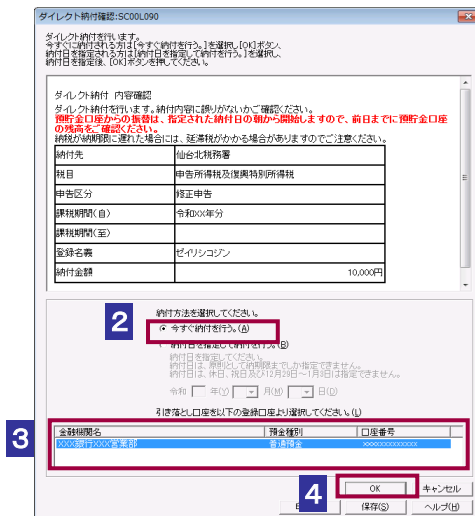 ダイレクト納付確認:SC00L090
ダイレクト納付を行います。
今すぐに納付される方は[今すぐ納付を行う。]を選択し、[OK]ボタン、
納付日を指定される方は[納付日を指定して納付を行う。]を選択し、
納付日を指定後、[OK]ボタンを押してください。
ダイレクト納付 内容確認
ダイレクト納付を行います。納付内容に誤りがないかご確認ください。
預貯金口座からの振替は、指定された納付日の朝から開始しますので、前日までに預貯金口座
の残高をご確認ください。
納税が納期限に遅れた場合には、延滞税がかかる場合がありますのでご注意ください。
納付先 仙台北税務署
税目 申告所得税及復興特別所得税
申告区分 修正申告
課税期間(自) 令和XX年分
課税期間(至)
登録名義 ゼイリシコジン
納付金額 10,000円
2
納付方法を選択してください。
今すぐ納付を行う。(A)
納付日を指定して納付を行う。(B)
納付日を指定してください。
納付日は、原則として納期限までしか指定できません。
納付日は、休日、祝日及び12月29日～1月3日は指定できません。
令和 年(Y) 月(M) 日(D)
引き落とし口座を以下の登録口座より選択してください。(L)
3
金融機関名 預金種別 口座番号
XXX銀行XXX営業部 普通預金 xxxxxxxxxxxxx
4
OK キャンセル
保存(S) ヘルプ(H)